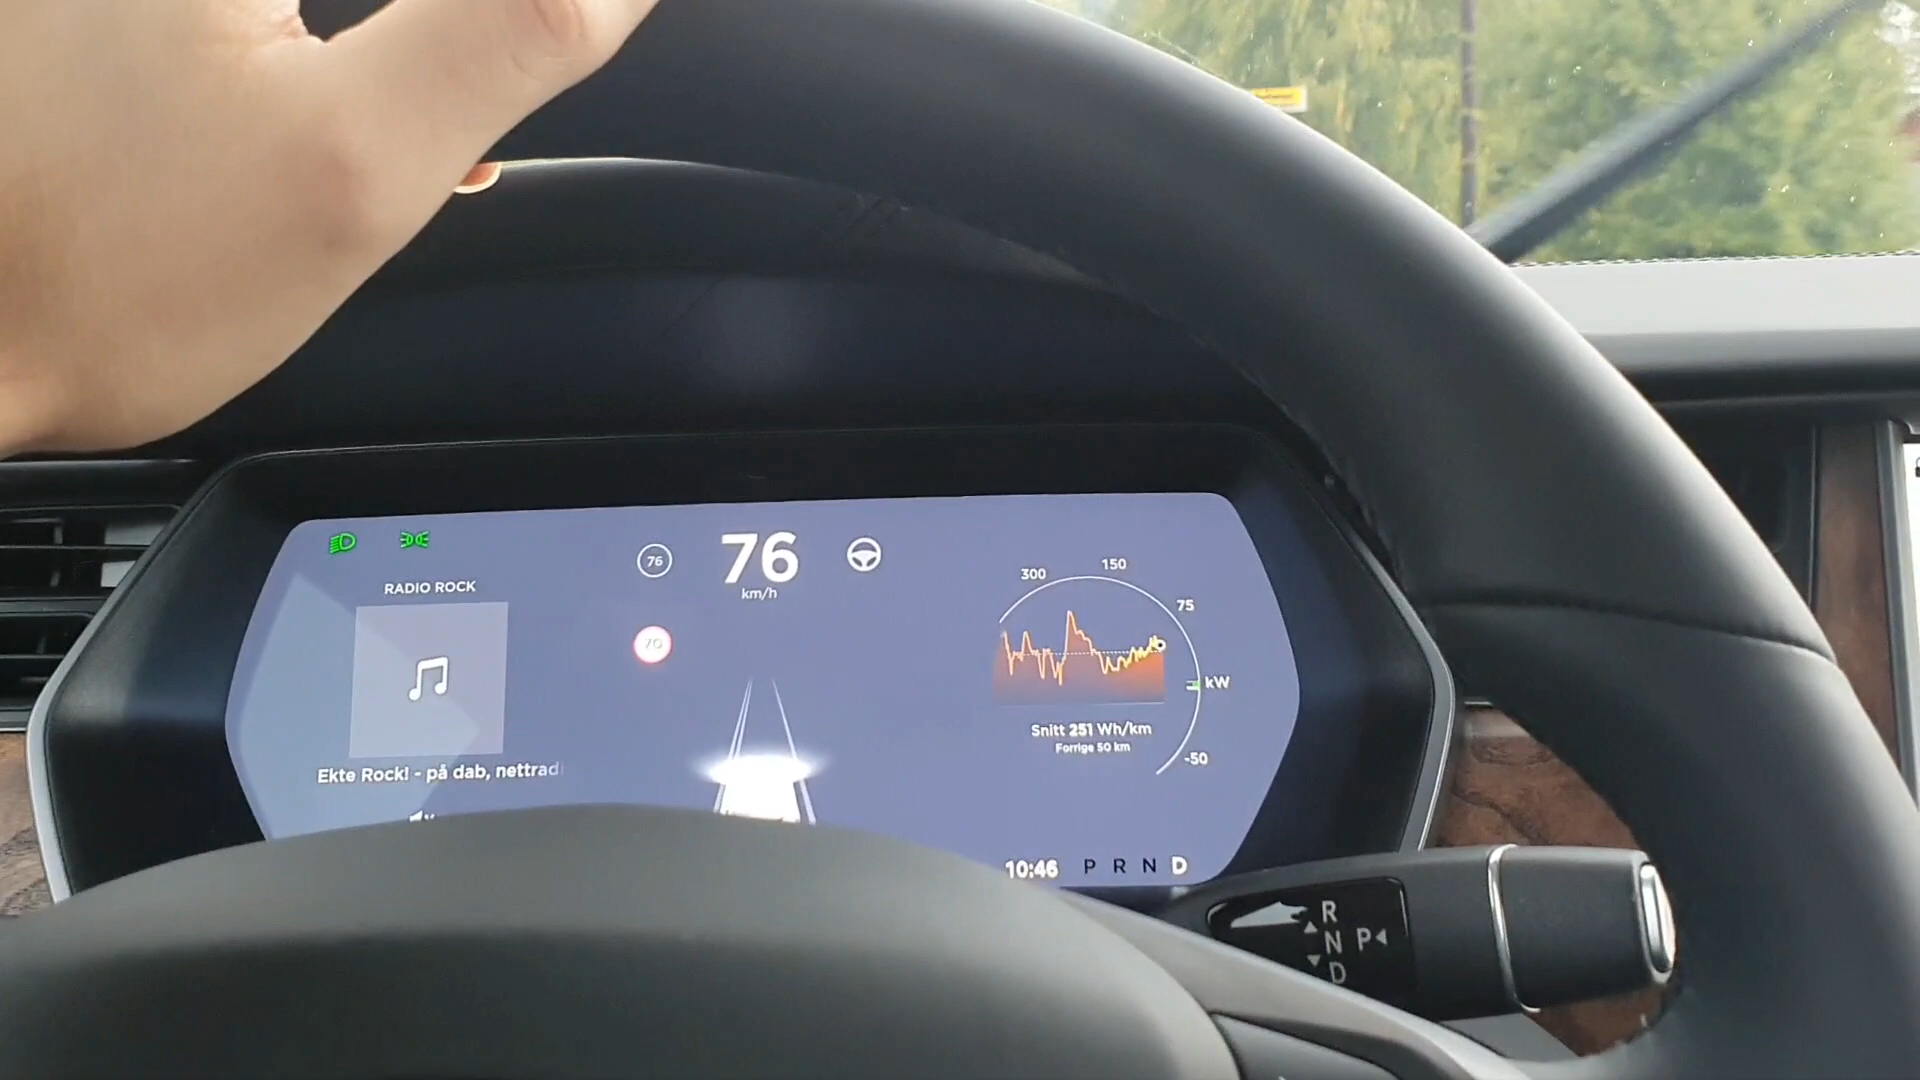 RADIO ROCK
Ekte Rock! - på dab, nettradi
76
76
km/h
70
300
150
75
kW
-50
Snitt 251 Wh/km
Forrige 50 km
10:46 P R N D
R
N P
D